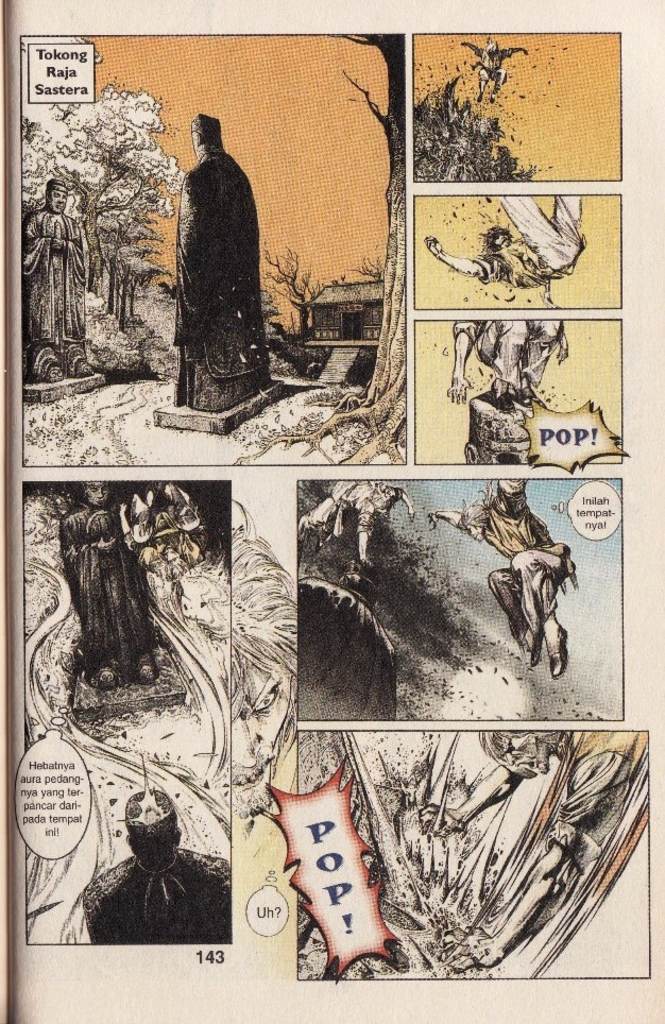 Tokong
Raja
Sastera
POP!
Inilah
tempat-
nya!
Hebatnya
aura pedang-
nya yang ter-
pancar dari-
pada tempat
ini!
Uh?
POP!
143